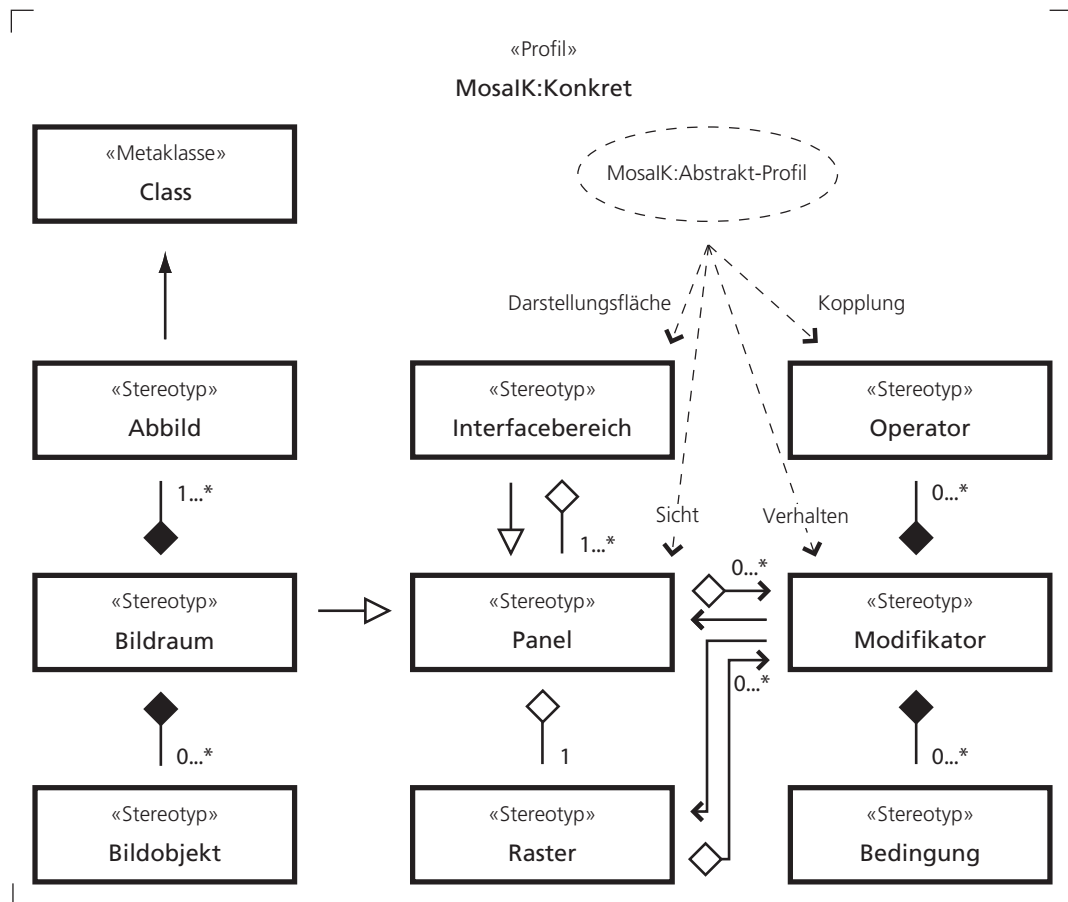 «Profil»
MosaIK:Konkret
«Metaklasse»
Class
MosaIK:Abstrakt-Profil
Darstellungsfläche
Kopplung
«Stereotyp»
Abbild
«Stereotyp»
Interfacebereich
«Stereotyp»
Operator
1...*
1...*
Sicht
Verhalten
0...*
0...*
«Stereotyp»
Bildraum
«Stereotyp»
Panel
«Stereotyp»
Modifikator
0...*
0...*
1
0...*
«Stereotyp»
Bildobjekt
«Stereotyp»
Raster
«Stereotyp»
Bedingung